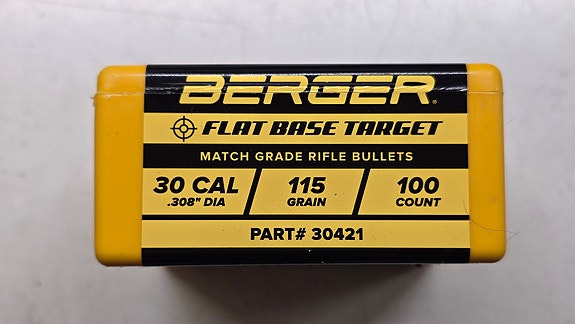 BERGER.
FLAT BASE TARGET
MATCH GRADE RIFLE BULLETS
30 CAL 115 100
.308" DIA GRAIN COUNT
PART# 30421